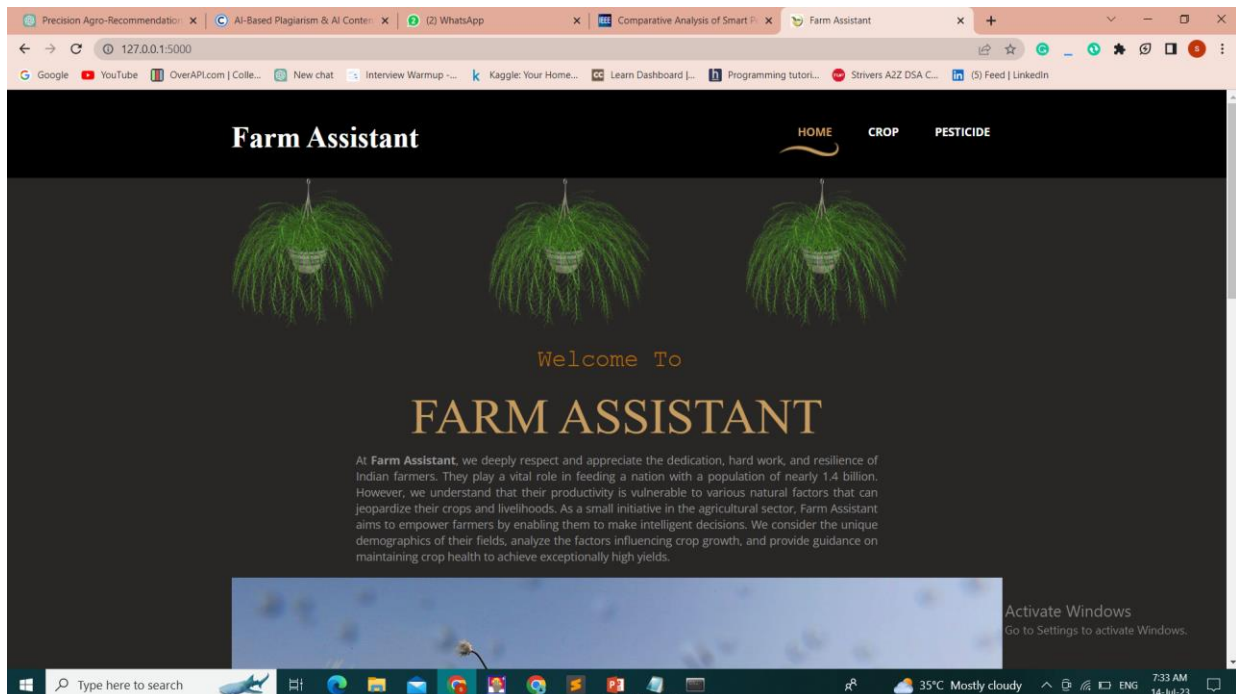 Precision Agro-Recommendation
AI-Based Plagiarism & AI Conten
(2) WhatsApp
Comparative Analysis of Smart P
Farm Assistant
127.0.0.1:5000
Google
YouTube
OverAPI.com | Colle...
New chat
Interview Warmup -...
Kaggle: Your Home...
Learn Dashboard |...
Programming tutori...
Strivers A2Z DSA C...
(5) Feed | LinkedIn
Farm Assistant
HOME CROP PESTICIDE
Welcome To
FARM ASSISTANT
At Farm Assistant, we deeply respect and appreciate the dedication, hard work, and resilience of
Indian farmers. They play a vital role in feeding a nation with a population of nearly 1.4 billion.
However, we understand that their productivity is vulnerable to various natural factors that can
jeopardize their crops and livelihoods. As a small initiative in the agricultural sector, Farm Assistant
aims to empower farmers by enabling them to make intelligent decisions. We consider the unique
demographics of their fields, analyze the factors influencing crop growth, and provide guidance on
maintaining crop health to achieve exceptionally high yields.
Activate Windows
Go to Settings to activate Windows.
Type here to search
35°C Mostly cloudy
ENG
7:33 AM
14-Jul-23